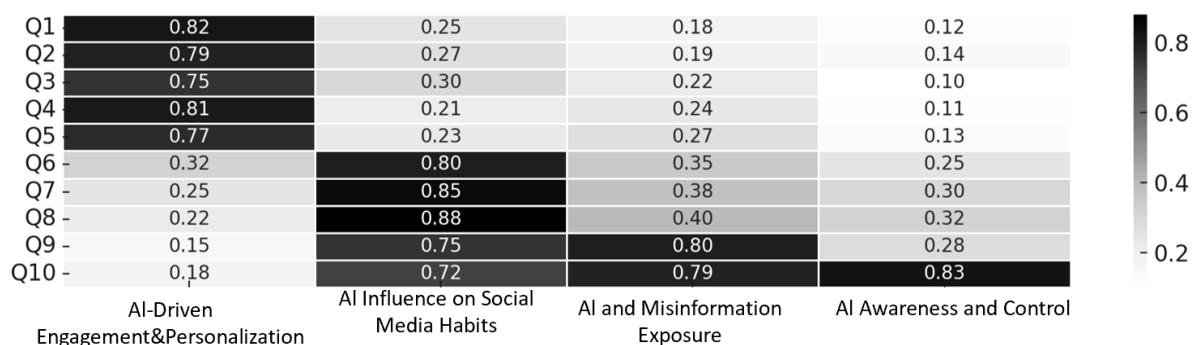 Q1 0.82 0.25 0.18 0.12 0.8
Q2 0.79 0.27 0.19 0.14
Q3 0.75 0.30 0.22 0.10
Q4 0.81 0.21 0.24 0.11 0.6
Q5 0.77 0.23 0.27 0.13
Q6 0.32 0.80 0.35 0.25
Q7 0.25 0.85 0.38 0.30 0.4
Q8 0.22 0.88 0.40 0.32
Q9 0.15 0.75 0.80 0.28 0.2
Q10 0.18 0.72 0.79 0.83
AI-Driven
Engagement&Personalization
AI Influence on Social
Media Habits
AI and Misinformation
Exposure
AI Awareness and Control